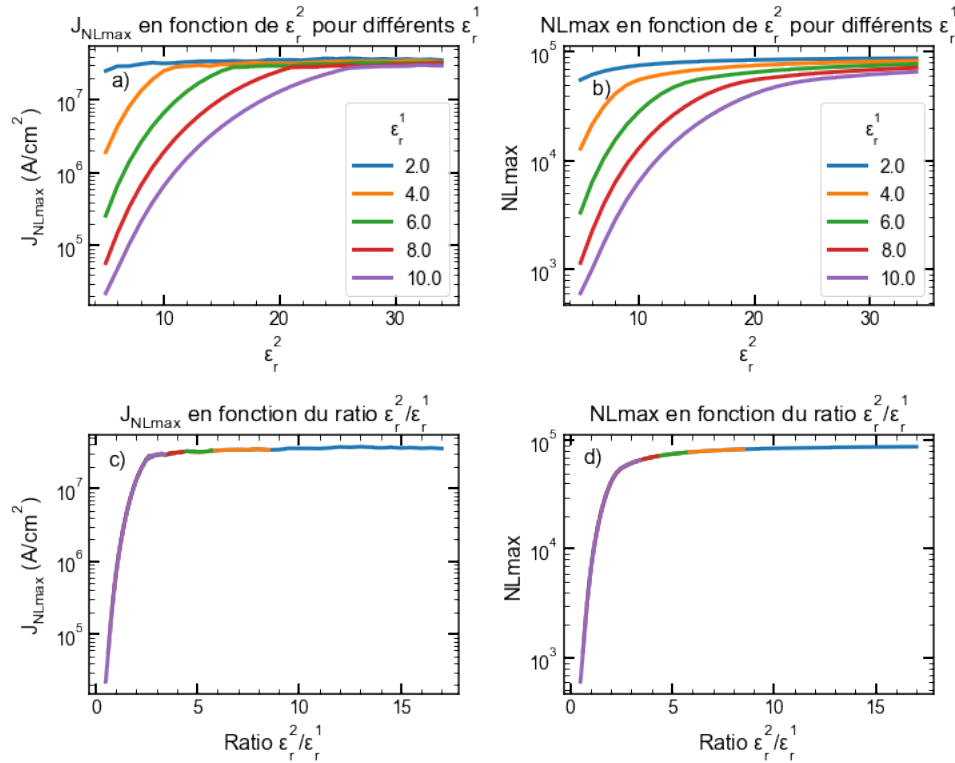 J_NLmax en fonction de ε_r^2 pour différents ε_r^1
NLmax en fonction de ε_r^2 pour différents ε_r^1
a)
J_NLmax (A/cm^2)
10^7
10^6
10^5
ε_r^1
2.0
4.0
6.0
8.0
10.0
10 20 30
ε_r^2
b)
NLmax
10^5
10^4
10^3
ε_r^1
2.0
4.0
6.0
8.0
10.0
10 20 30
ε_r^2
J_NLmax en fonction du ratio ε_r^2/ε_r^1
NLmax en fonction du ratio ε_r^2/ε_r^1
c)
J_NLmax (A/cm^2)
10^7
10^6
10^5
0 5 10 15
Ratio ε_r^2/ε_r^1
d)
NLmax
10^5
10^4
10^3
0 5 10 15
Ratio ε_r^2/ε_r^1